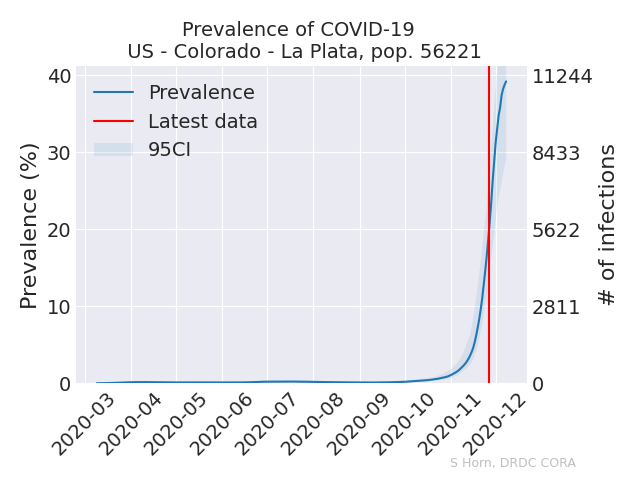 Prevalence of COVID-19
US - Colorado - La Plata, pop. 56221
Prevalence (%)
40
30
20
10
0
Prevalence
Latest data
95CI
11244
8433
5622
2811
0
# of infections
2020-03
2020-04
2020-05
2020-06
2020-07
2020-08
2020-09
2020-10
2020-11
2020-12
S Horn, DRDC CORA